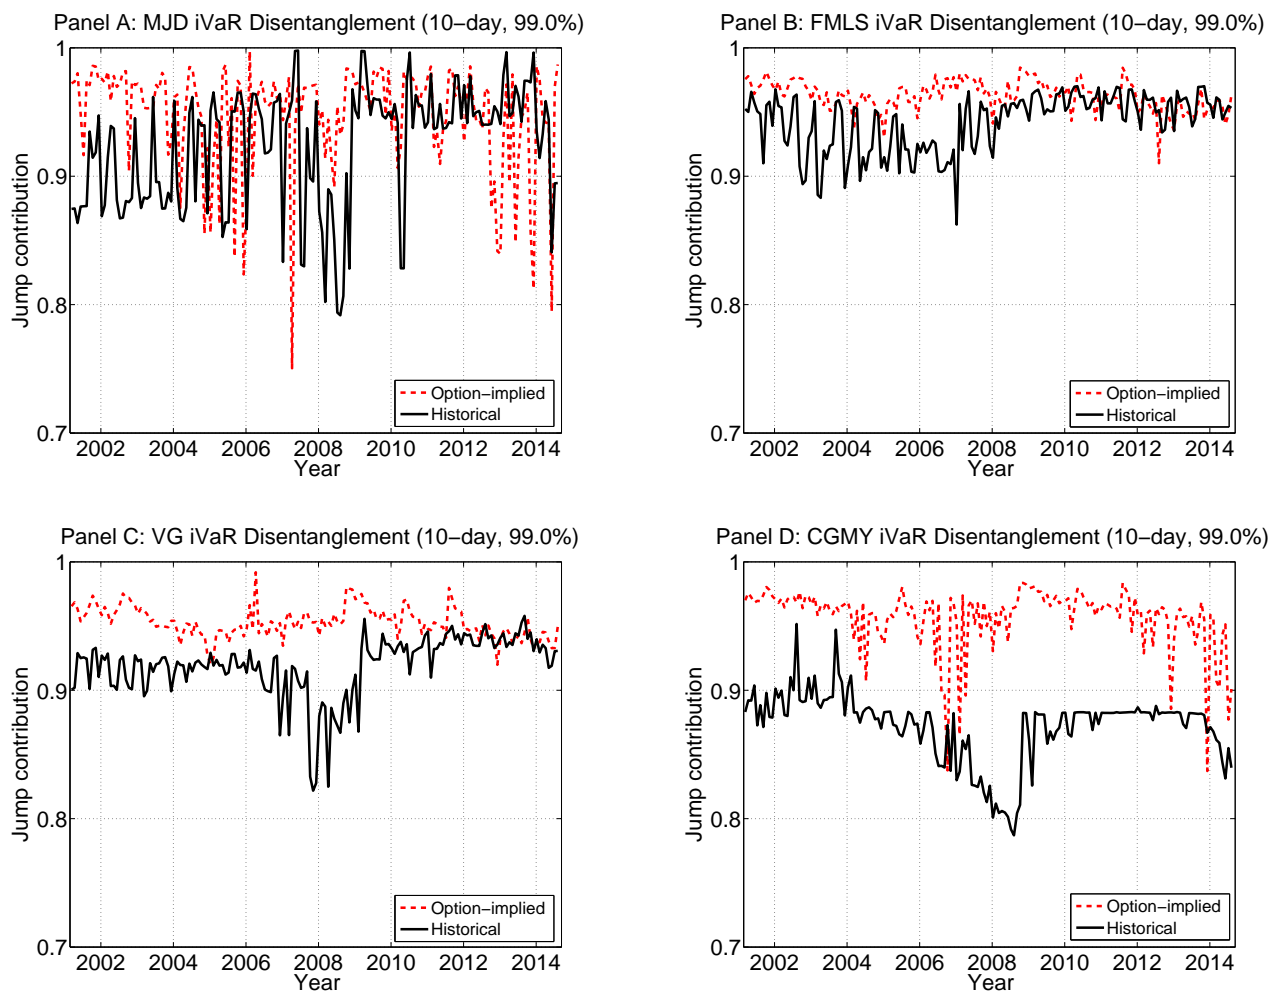 Panel A: MJD iVaR Disentanglement (10−day, 99.0%)
1
0.9
0.8
0.7
Jump contribution
2002 2004 2006 2008 2010 2012 2014
Year
Option−implied
Historical
Panel B: FMLS iVaR Disentanglement (10−day, 99.0%)
1
0.9
0.8
0.7
Jump contribution
2002 2004 2006 2008 2010 2012 2014
Year
Option−implied
Historical
Panel C: VG iVaR Disentanglement (10−day, 99.0%)
1
0.9
0.8
0.7
Jump contribution
2002 2004 2006 2008 2010 2012 2014
Year
Option−implied
Historical
Panel D: CGMY iVaR Disentanglement (10−day, 99.0%)
1
0.9
0.8
0.7
Jump contribution
2002 2004 2006 2008 2010 2012 2014
Year
Option−implied
Historical